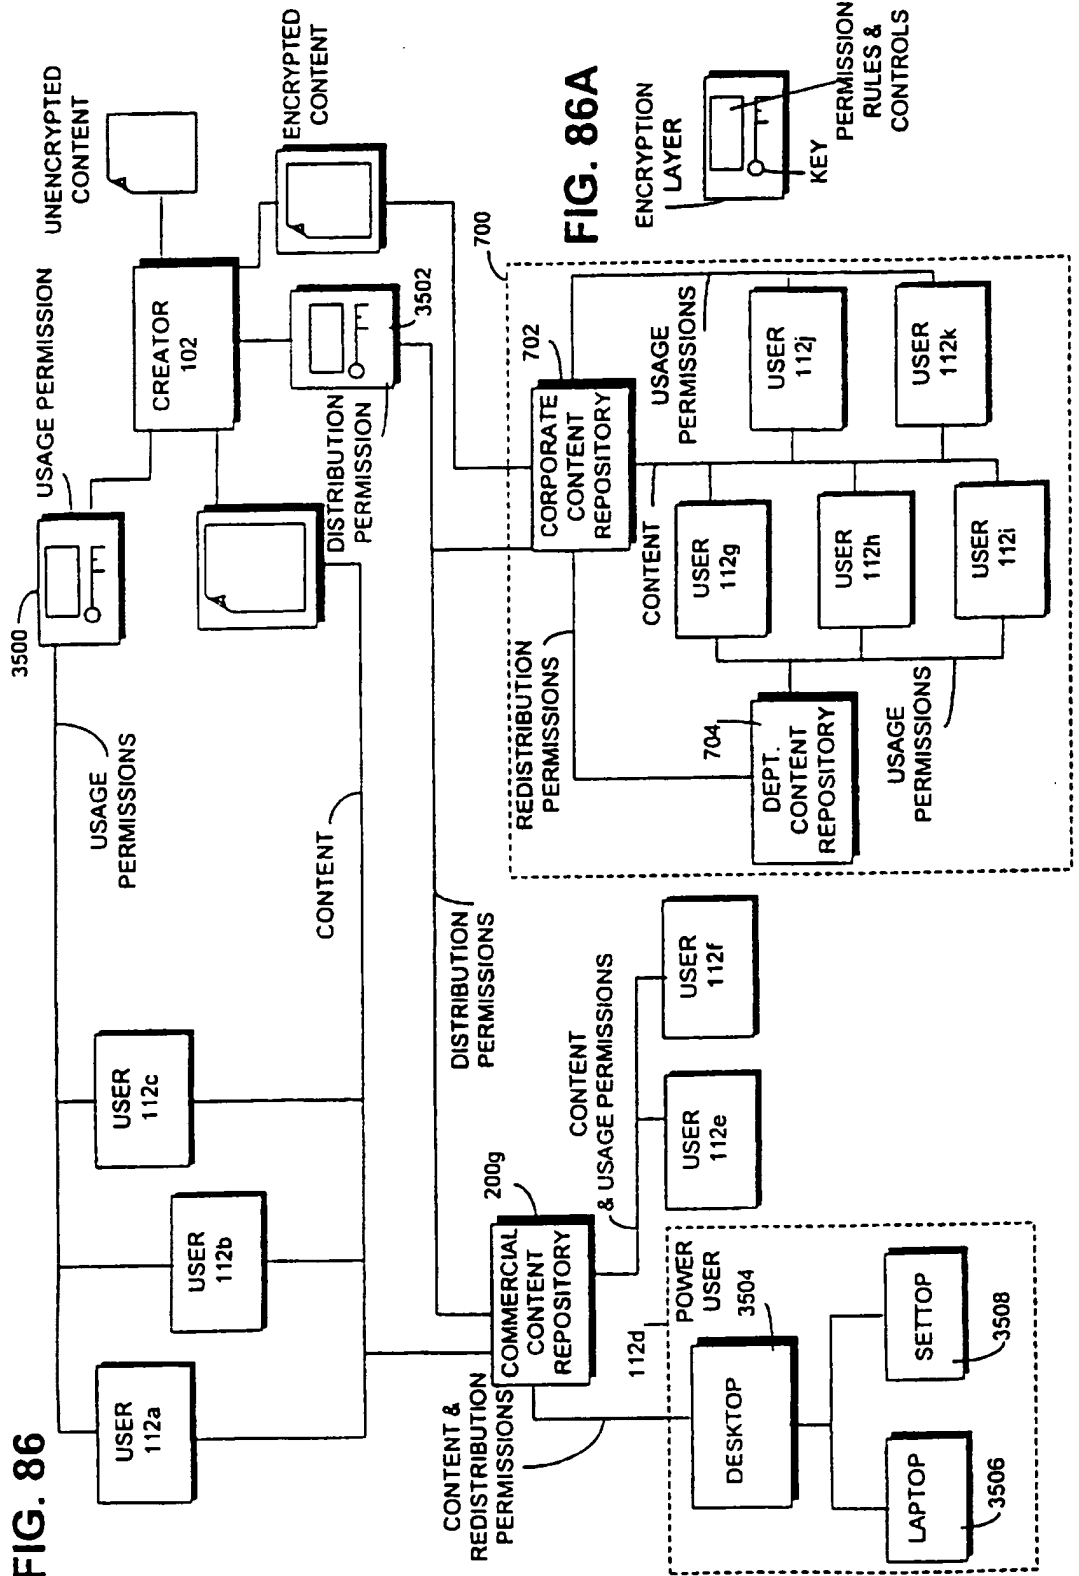 FIG. 86
USER
112a
USER
112b
USER
112c
USAGE
PERMISSIONS
3500
USAGE PERMISSION
CREATOR
102
UNENCRYPTED
CONTENT
CONTENT
DISTRIBUTION
PERMISSION
3502
ENCRYPTED
CONTENT
DISTRIBUTION
PERMISSIONS
CONTENT &
REDISTRIBUTION
PERMISSIONS
COMMERCIAL
CONTENT
REPOSITORY
200g
CONTENT
& USAGE PERMISSIONS
USER
112e
USER
112f
112d
POWER
USER
3504
DESKTOP
LAPTOP
3506
SETTOP
3508
REDISTRIBUTION
PERMISSIONS
CORPORATE
CONTENT
REPOSITORY
702
700
704
DEPT.
CONTENT
REPOSITORY
CONTENT
USAGE
PERMISSIONS
USER
112g
USER
112h
USER
112i
USER
112j
USER
112k
USAGE
PERMISSIONS
FIG. 86A
ENCRYPTION
LAYER
KEY
PERMISSION
RULES &
CONTROLS